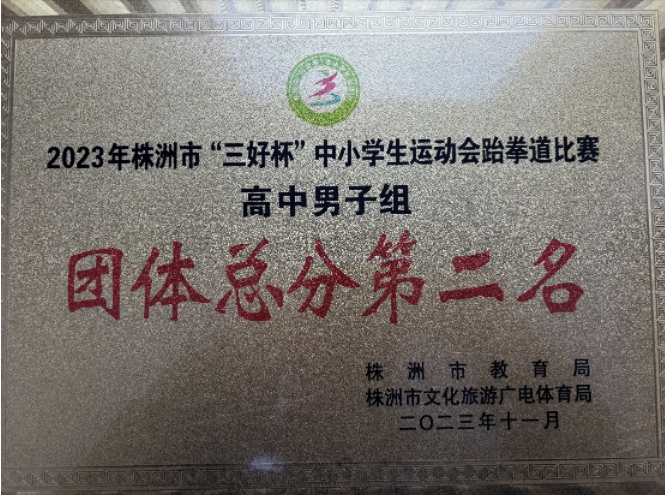 2023年株洲市“三好杯”中小学生运动会跆拳道比赛
高中男子组
团体总分第二名
株洲市教育局
株洲市文化旅游广电体育局
二〇二三年十一月